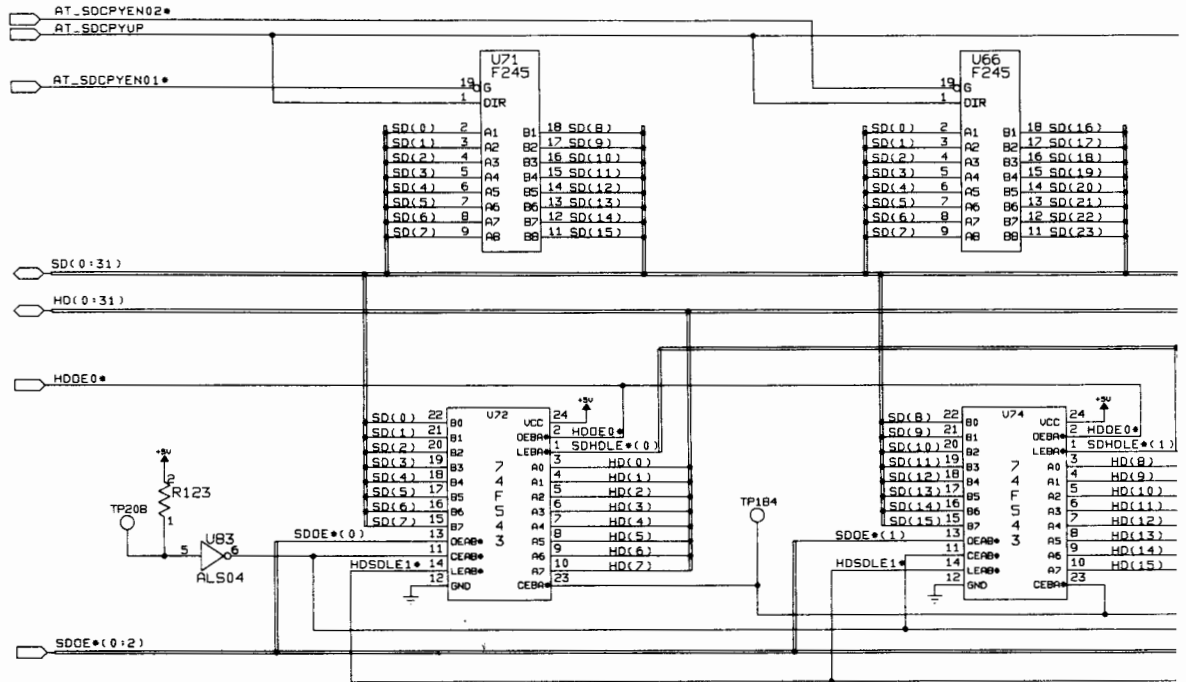 AT_SDCPYEN02*
AT_SDCPYUP
AT_SDCPYEN01*
U71
F245
19 G
1 DIR
SD(0) 2 A1 B1 18 SD(8)
SD(1) 3 A2 B2 17 SD(9)
SD(2) 4 A3 B3 16 SD(10)
SD(3) 5 A4 B4 15 SD(11)
SD(4) 6 A5 B5 14 SD(12)
SD(5) 7 A6 B6 13 SD(13)
SD(6) 8 A7 B7 12 SD(14)
SD(7) 9 A8 B8 11 SD(15)
U66
F245
19 G
1 DIR
SD(0) 2 A1 B1 18 SD(16)
SD(1) 3 A2 B2 17 SD(17)
SD(2) 4 A3 B3 16 SD(18)
SD(3) 5 A4 B4 15 SD(19)
SD(4) 6 A5 B5 14 SD(20)
SD(5) 7 A6 B6 13 SD(21)
SD(6) 8 A7 B7 12 SD(22)
SD(7) 9 A8 B8 11 SD(23)
SD(0:31)
HD(0:31)
HDOE0*
+5V
2
R123
1
TP208
5 U83 6
ALS04
U72
74F543
+5V
SD(0) 22 B0 VCC 24
SD(1) 21 B1 OEBA* 2 HDOE0*
SD(2) 20 B2 LEBA* 1 SDHDLE*(0)
SD(3) 19 B3 A0 3 HD(0)
SD(4) 18 B4 A1 4 HD(1)
SD(5) 17 B5 A2 5 HD(2)
SD(6) 16 B6 A3 6 HD(3)
SD(7) 15 B7 A4 7 HD(4)
SDOE*(0) 13 OEAB* A5 8 HD(5)
11 CEAB* A6 9 HD(6)
HDSDLE1* 14 LEAB* A7 10 HD(7)
12 GND CEBA* 23
TP184
U74
74F543
+5V
SD(8) 22 B0 VCC 24
SD(9) 21 B1 OEBA* 2 HDOE0*
SD(10) 20 B2 LEBA* 1 SDHDLE*(1)
SD(11) 19 B3 A0 3 HD(8)
SD(12) 18 B4 A1 4 HD(9)
SD(13) 17 B5 A2 5 HD(10)
SD(14) 16 B6 A3 6 HD(11)
SD(15) 15 B7 A4 7 HD(12)
SDOE*(1) 13 OEAB* A5 8 HD(13)
11 CEAB* A6 9 HD(14)
HDSDLE1* 14 LEAB* A7 10 HD(15)
12 GND CEBA* 23
SDOE*(0:2)